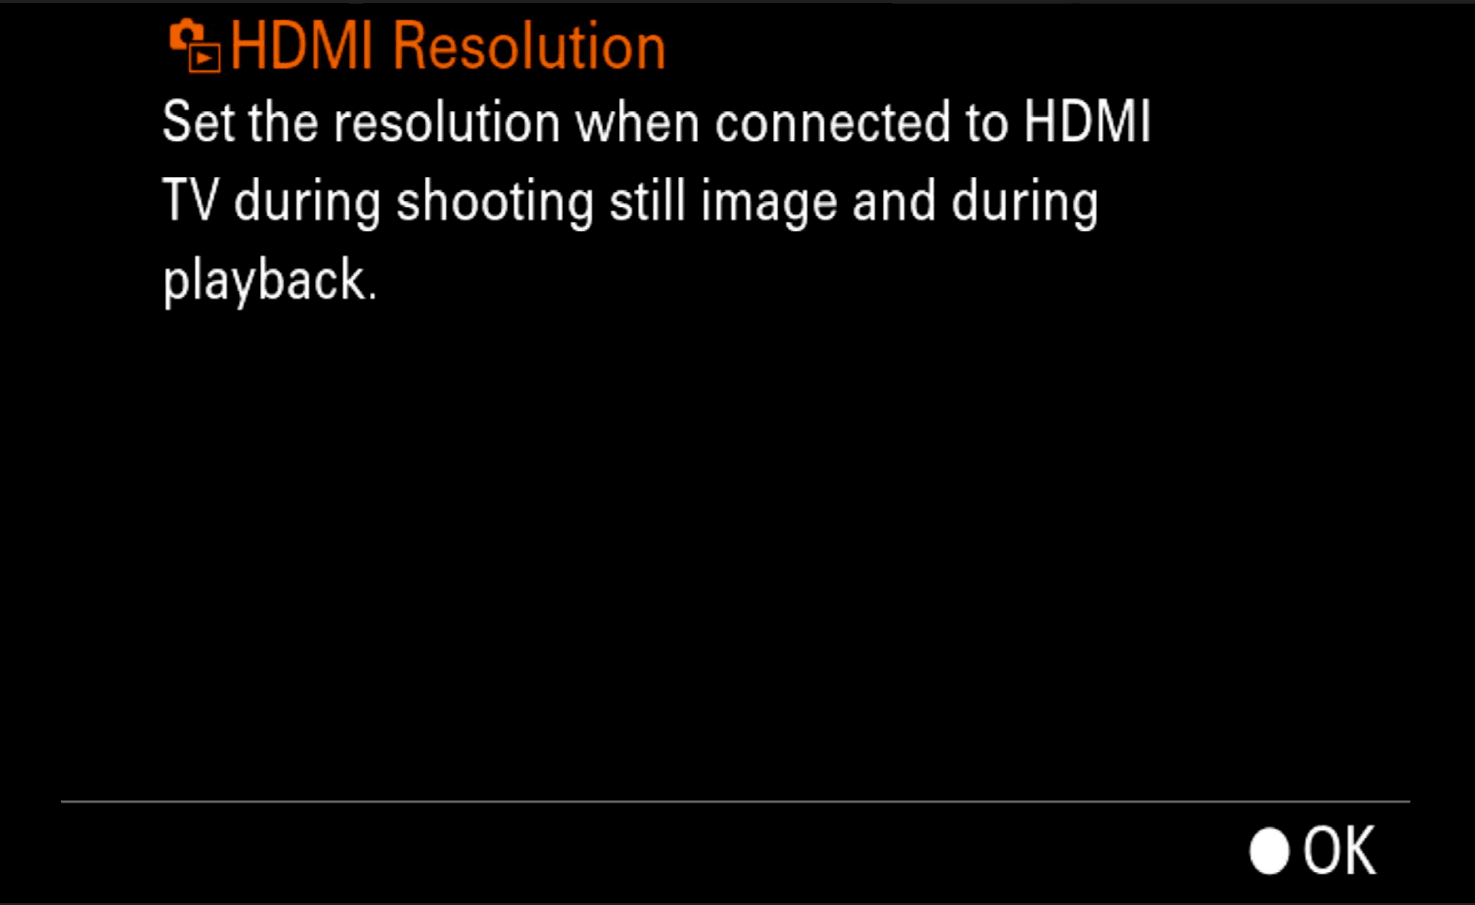 HDMI Resolution
Set the resolution when connected to HDMI
TV during shooting still image and during
playback.
OK